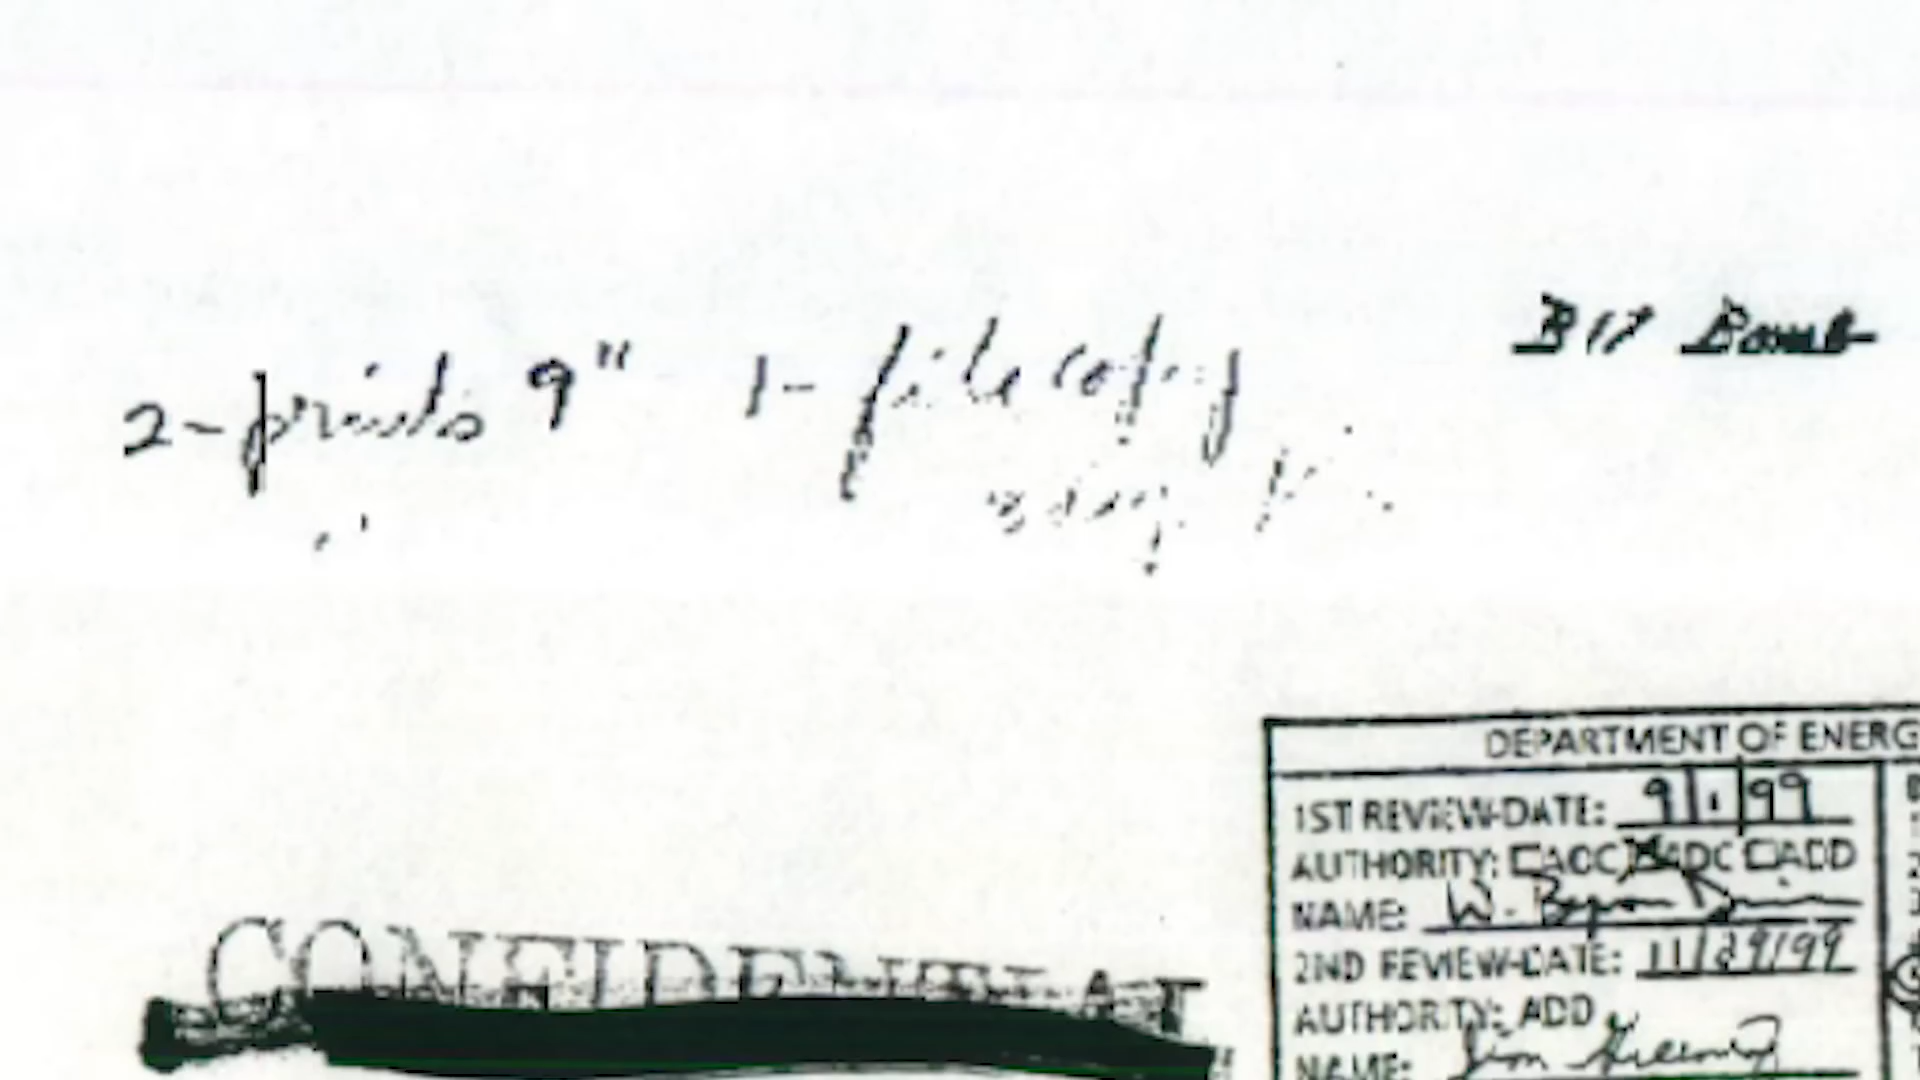 B17 Bomb
2-prints 9" 1- file copy
DEPARTMENT OF ENERG
1ST REVIEW-DATE: 9/1/99
AUTHORITY: □AOC ☒ADC □ADD
NAME: W.
2ND REVIEW-DATE: 11/29/99
AUTHORITY: ADD
NAME: Jim
CONFIDENTIAL